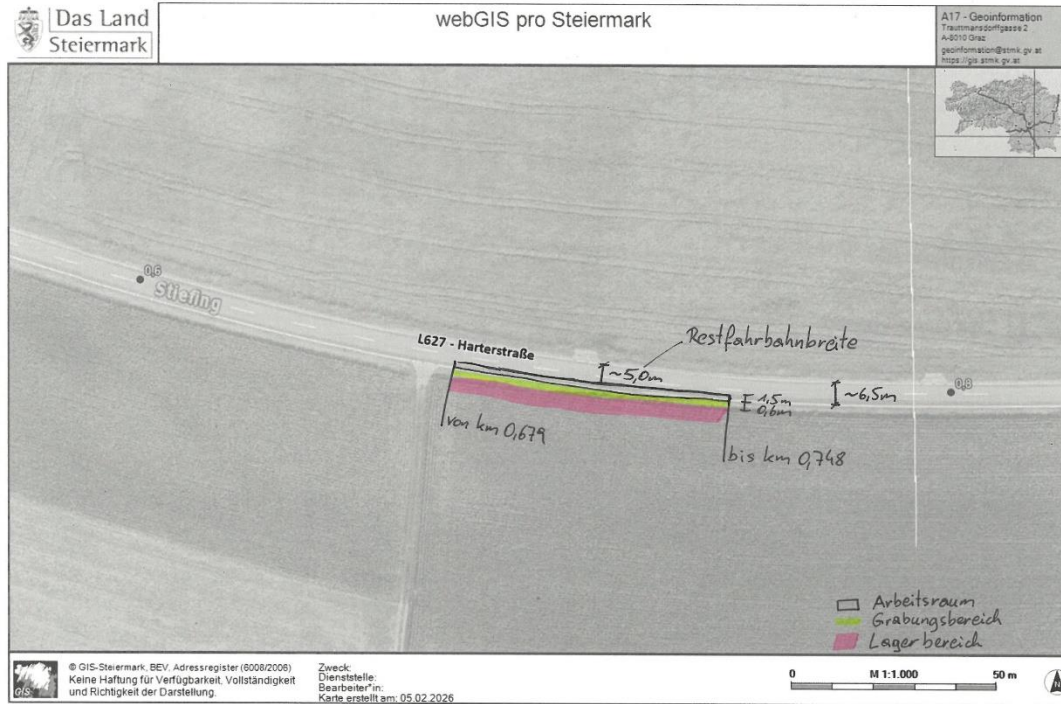 Das Land
Steiermark
webGIS pro Steiermark
A17 - Geoinformation
Trauttmansdorffgasse 2
A-8010 Graz
geoinformation@stmk.gv.at
https://gis.stmk.gv.at
0,6
Stiefing
L627 - Harterstraße
Restfahrbahnbreite
~5,0m
1,5m
0,6m
~6,5m
0,8
von km 0,679
bis km 0,748
Arbeitsraum
Grabungsbereich
Lagerbereich
GIS
© GIS-Steiermark, BEV, Adressregister (6008/2006)
Keine Haftung für Verfügbarkeit, Vollständigkeit
und Richtigkeit der Darstellung.
Zweck:
Dienststelle:
Bearbeiter*in:
Karte erstellt am: 05.02.2026
0 M 1:1.000 50 m
N